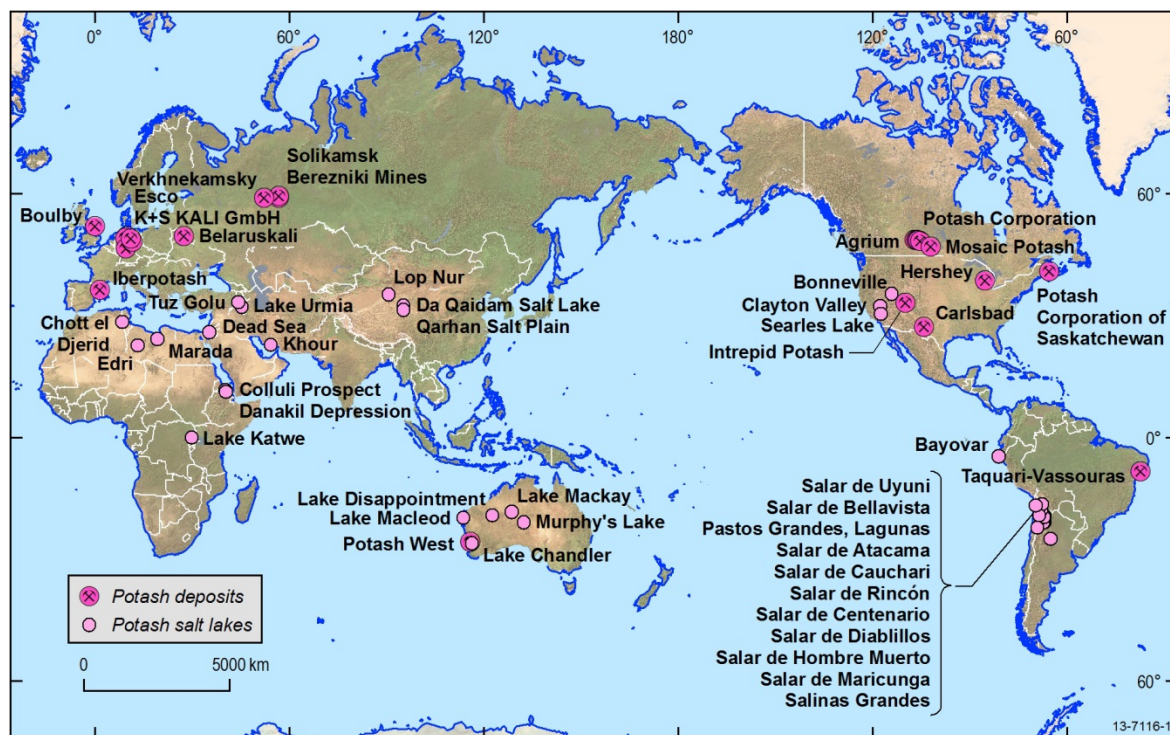 0°
60°
120°
180°
120°
60°
60°
0°
60°
Solikamsk
Berezniki Mines
Verkhnekamsky
Esco
Boulby
K+S KALI GmbH
Belaruskali
Iberpotash
Tuz Golu
Lake Urmia
Lop Nur
Da Qaidam Salt Lake
Qarhan Salt Plain
Chott el
Djerid
Edri
Marada
Dead Sea
Khour
Colluli Prospect
Danakil Depression
Lake Katwe
Lake Disappointment
Lake Mackay
Lake Macleod
Murphy's Lake
Potash West
Lake Chandler
Potash Corporation
Agrium
Mosaic Potash
Bonneville
Hershey
Clayton Valley
Searles Lake
Carlsbad
Intrepid Potash
Potash
Corporation of
Saskatchewan
Bayovar
Taquari-Vassouras
Salar de Uyuni
Salar de Bellavista
Pastos Grandes, Lagunas
Salar de Atacama
Salar de Cauchari
Salar de Rincón
Salar de Centenario
Salar de Diablillos
Salar de Hombre Muerto
Salar de Maricunga
Salinas Grandes
Potash deposits
Potash salt lakes
0
5000 km
13-7116-1